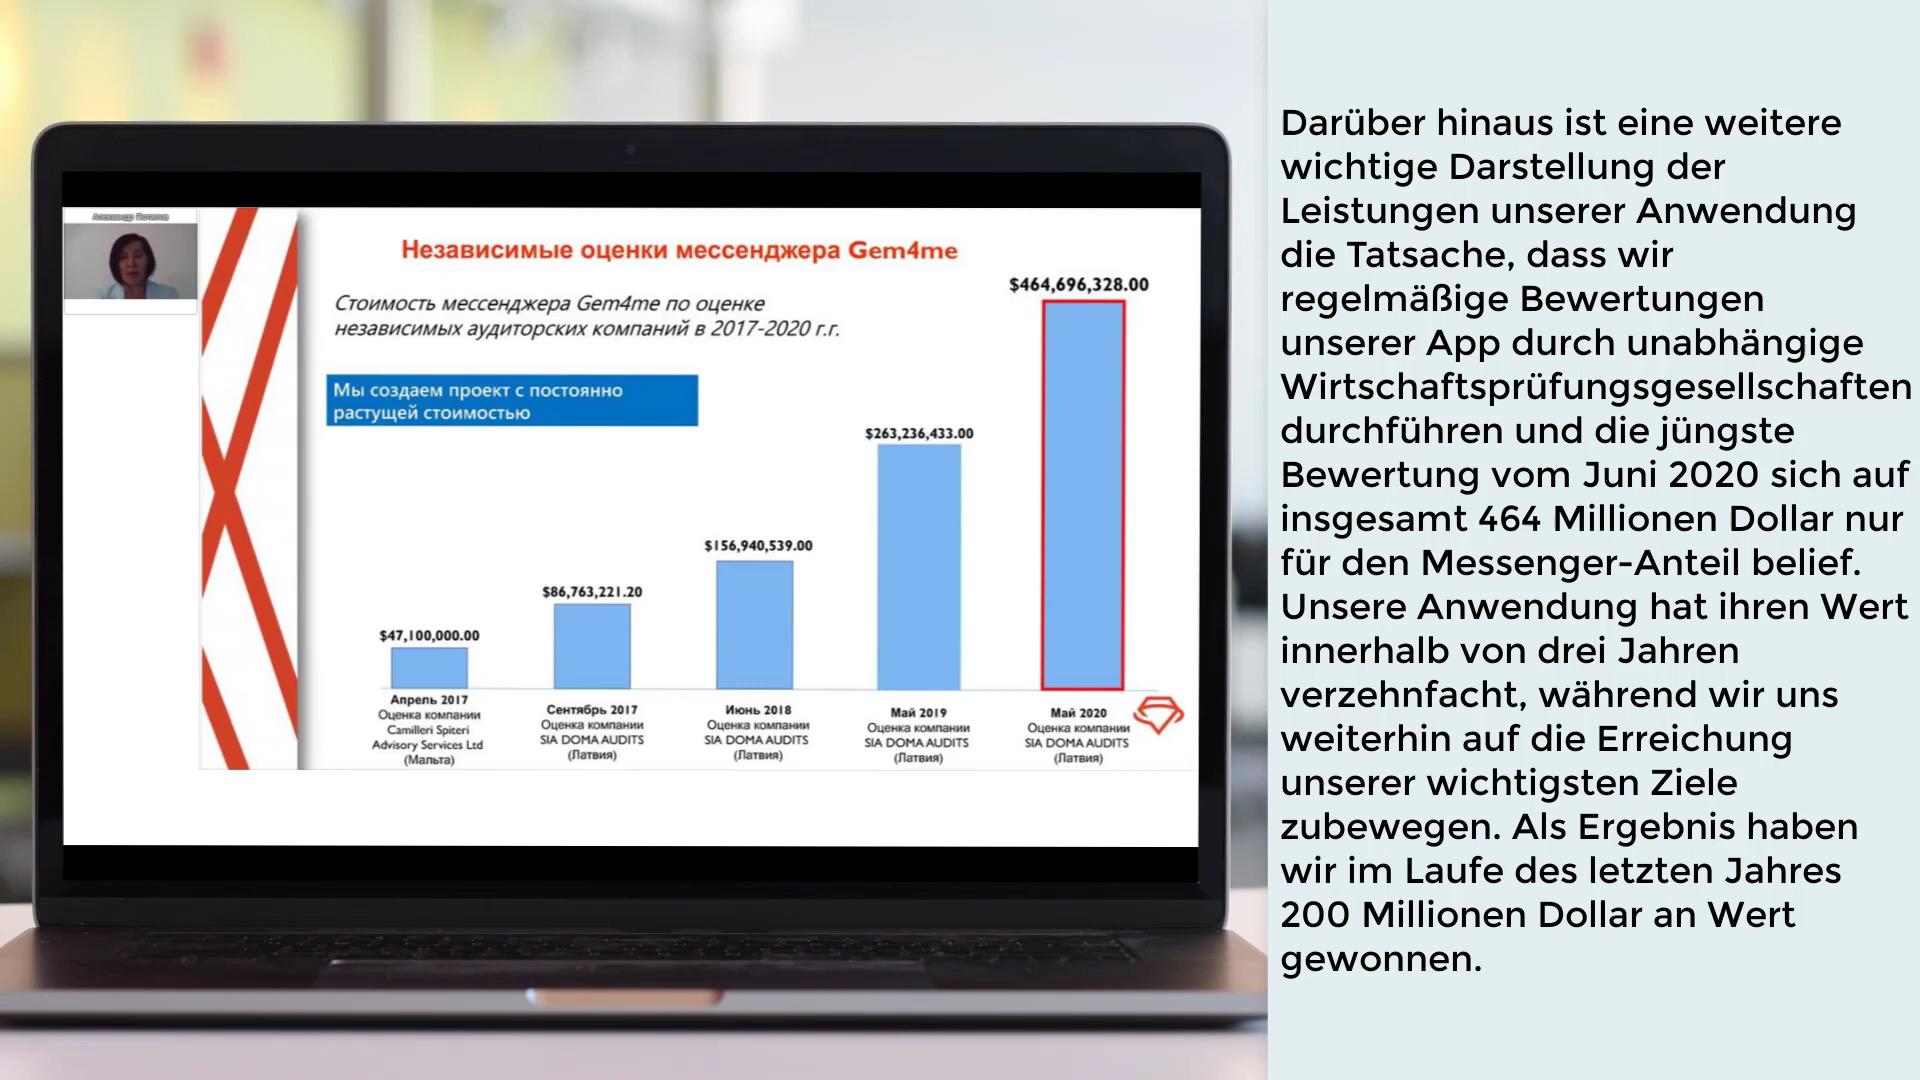 Александр Потапов
Независимые оценки мессенджера Gem4me
Стоимость мессенджера Gem4me по оценке
независимых аудиторских компаний в 2017-2020 г.г.
Мы создаем проект с постоянно
растущей стоимостью
$47,100,000.00
$86,763,221.20
$156,940,539.00
$263,236,433.00
$464,696,328.00
Апрель 2017
Оценка компании
Camilleri Spiteri
Advisory Services Ltd
(Мальта)
Сентябрь 2017
Оценка компании
SIA DOMA AUDITS
(Латвия)
Июнь 2018
Оценка компании
SIA DOMA AUDITS
(Латвия)
Май 2019
Оценка компании
SIA DOMA AUDITS
(Латвия)
Май 2020
Оценка компании
SIA DOMA AUDITS
(Латвия)
Darüber hinaus ist eine weitere
wichtige Darstellung der
Leistungen unserer Anwendung
die Tatsache, dass wir
regelmäßige Bewertungen
unserer App durch unabhängige
Wirtschaftsprüfungsgesellschaften
durchführen und die jüngste
Bewertung vom Juni 2020 sich auf
insgesamt 464 Millionen Dollar nur
für den Messenger-Anteil belief.
Unsere Anwendung hat ihren Wert
innerhalb von drei Jahren
verzehnfacht, während wir uns
weiterhin auf die Erreichung
unserer wichtigsten Ziele
zubewegen. Als Ergebnis haben
wir im Laufe des letzten Jahres
200 Millionen Dollar an Wert
gewonnen.